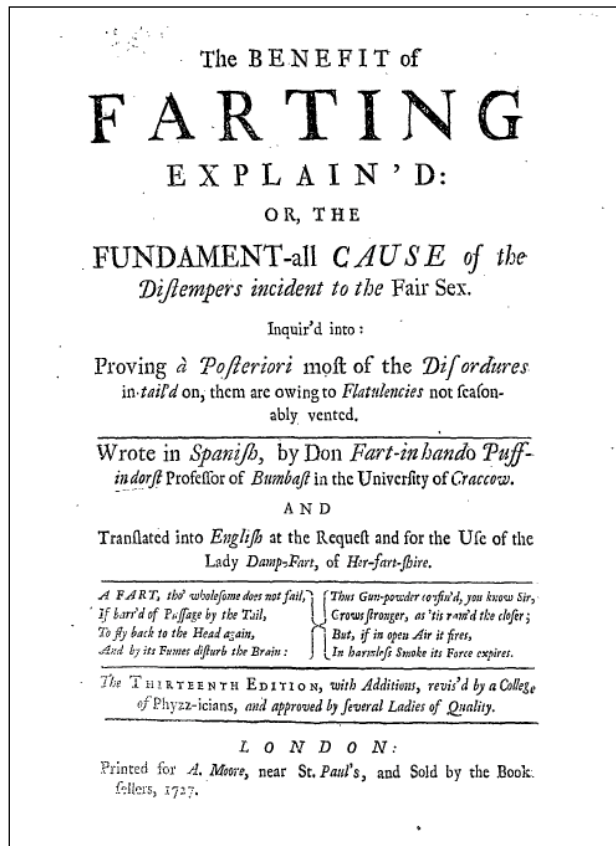 The BENEFIT of
FARTING
EXPLAIN'D:
OR, THE
FUNDAMENT-all CAUSE of the
Diſtempers incident to the Fair Sex.
Inquir'd into:
Proving à Poſteriori moſt of the Diſordures
in-tail'd on, them are owing to Flatulencies not ſeaſon-
ably vented.
Wrote in Spaniſh, by Don Fart-inhando Puff-
indorſt Profeſſor of Bumbaſt in the Univerſity of Craccow.
AND
Tranſlated into Engliſh at the Requeſt and for the Uſe of the
Lady Damp-Fart, of Her-fart-ſhire.
A FART, tho' wholeſome does not fail,
If barr'd of Paſſage by the Tail,
To fly back to the Head again,
And by its Fumes diſturb the Brain:
Thus Gun-powder confin'd, you know Sir,
Grows ſtronger, as 'tis ram'd the cloſer;
But, if in open Air it fires,
In harmleſs Smoke its Force expires.
The THIRTEENTH EDITION, with Additions, revis'd by a College
of Phyzz-icians, and approved by ſeveral Ladies of Quality.
LONDON:
Printed for A. Moore, near St. Paul's, and Sold by the Book
ſellers, 1727.